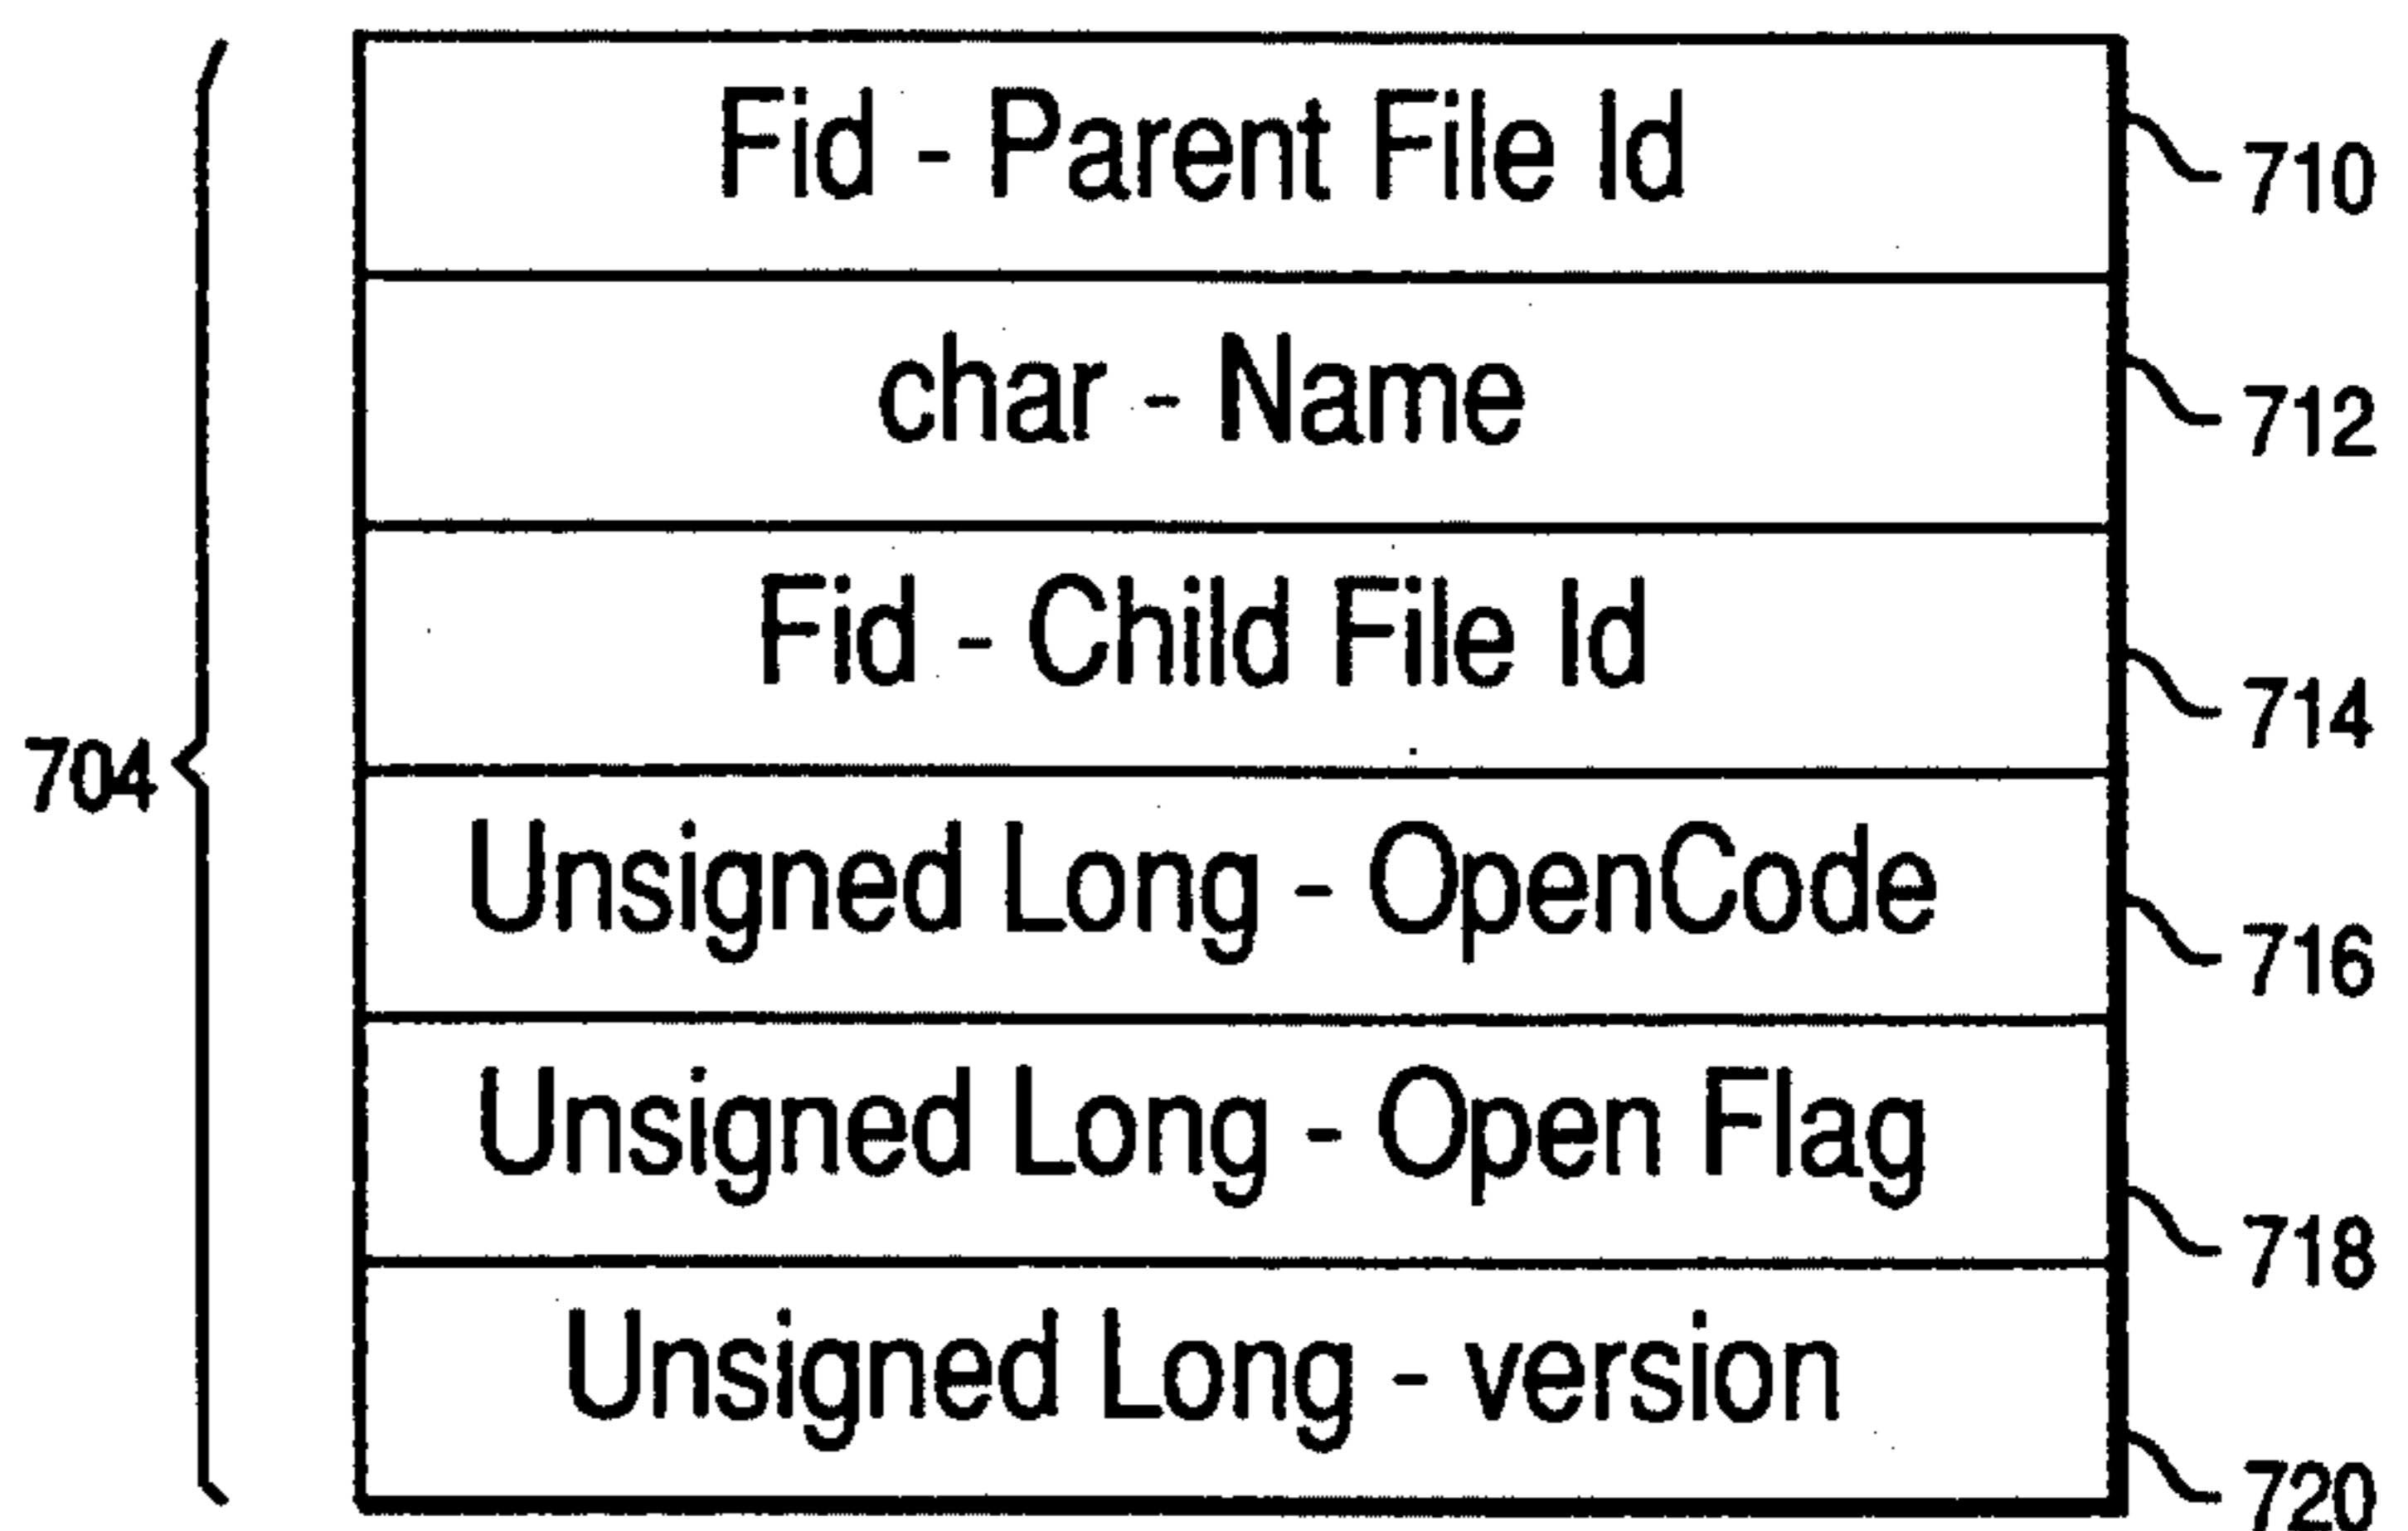 Fid - Parent File Id
710
char - Name
712
Fid - Child File Id
714
704
Unsigned Long - OpenCode
716
Unsigned Long - Open Flag
718
Unsigned Long - version
720